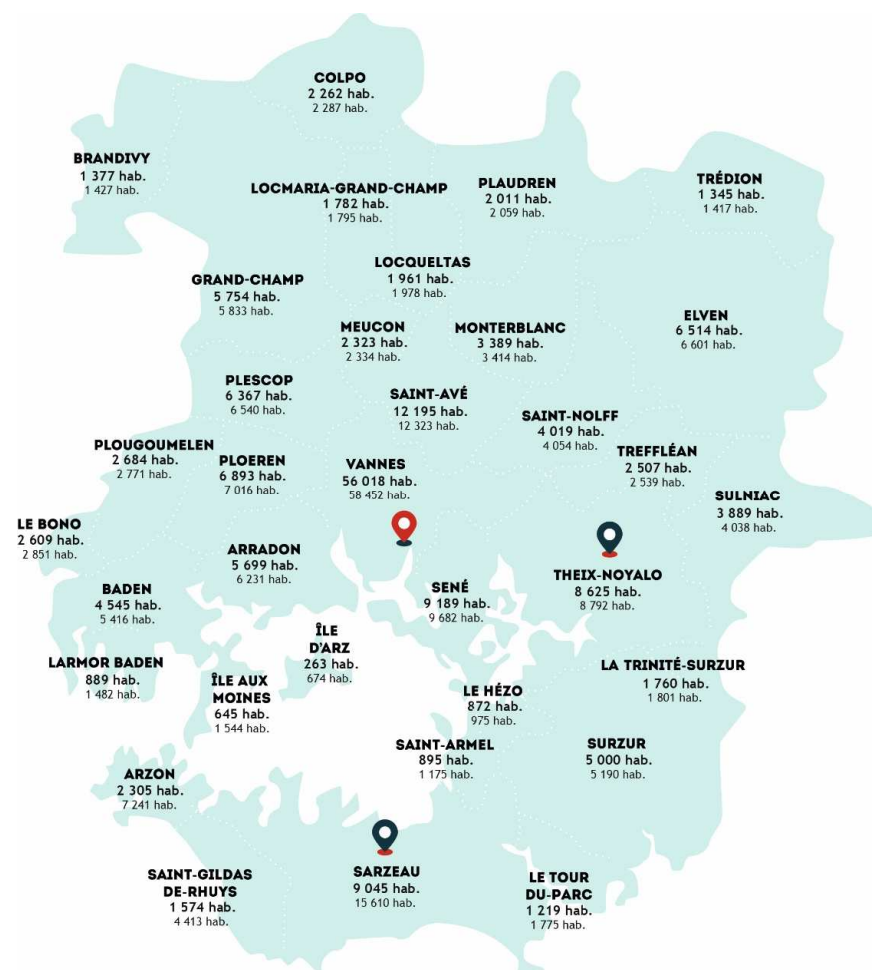 COLPO
2 262 hab.
2 287 hab.
BRANDIVY
1 377 hab.
1 427 hab.
LOCMARIA-GRAND-CHAMP
1 782 hab.
1 795 hab.
PLAUDREN
2 011 hab.
2 059 hab.
TRÉDION
1 345 hab.
1 417 hab.
GRAND-CHAMP
5 754 hab.
5 833 hab.
LOCQUELTAS
1 961 hab.
1 978 hab.
MEUCON
2 323 hab.
2 334 hab.
MONTERBLANC
3 389 hab.
3 414 hab.
ELVEN
6 514 hab.
6 601 hab.
PLESCOP
6 367 hab.
6 540 hab.
SAINT-AVÉ
12 195 hab.
12 323 hab.
SAINT-NOLFF
4 019 hab.
4 054 hab.
PLOUGOUMELEN
2 684 hab.
2 771 hab.
PLOEREN
6 893 hab.
7 016 hab.
VANNES
56 018 hab.
58 452 hab.
TREFFLÉAN
2 507 hab.
2 539 hab.
SULNIAC
3 889 hab.
4 038 hab.
LE BONO
2 609 hab.
2 851 hab.
ARRADON
5 699 hab.
6 231 hab.
BADEN
4 545 hab.
5 416 hab.
SENÉ
9 189 hab.
9 682 hab.
THEIX-NOYALO
8 625 hab.
8 792 hab.
LARMOR BADEN
889 hab.
1 482 hab.
ÎLE AUX
MOINES
645 hab.
1 544 hab.
ÎLE
D'ARZ
263 hab.
674 hab.
LE HÉZO
872 hab.
975 hab.
LA TRINITÉ-SURZUR
1 760 hab.
1 801 hab.
ARZON
2 305 hab.
7 241 hab.
SAINT-ARMEL
895 hab.
1 175 hab.
SURZUR
5 000 hab.
5 190 hab.
SAINT-GILDAS
DE-RHUYS
1 574 hab.
4 413 hab.
SARZEAU
9 045 hab.
15 610 hab.
LE TOUR
DU-PARC
1 219 hab.
1 775 hab.